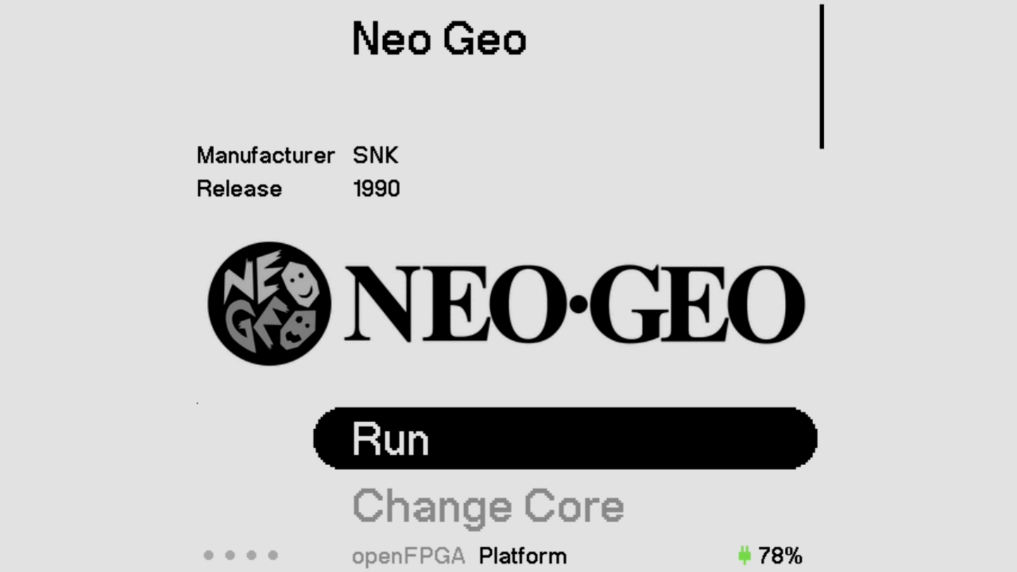 Neo Geo
Manufacturer SNK
Release 1990
NEO GEO NEO•GEO
Run
Change Core
openFPGA Platform 78%